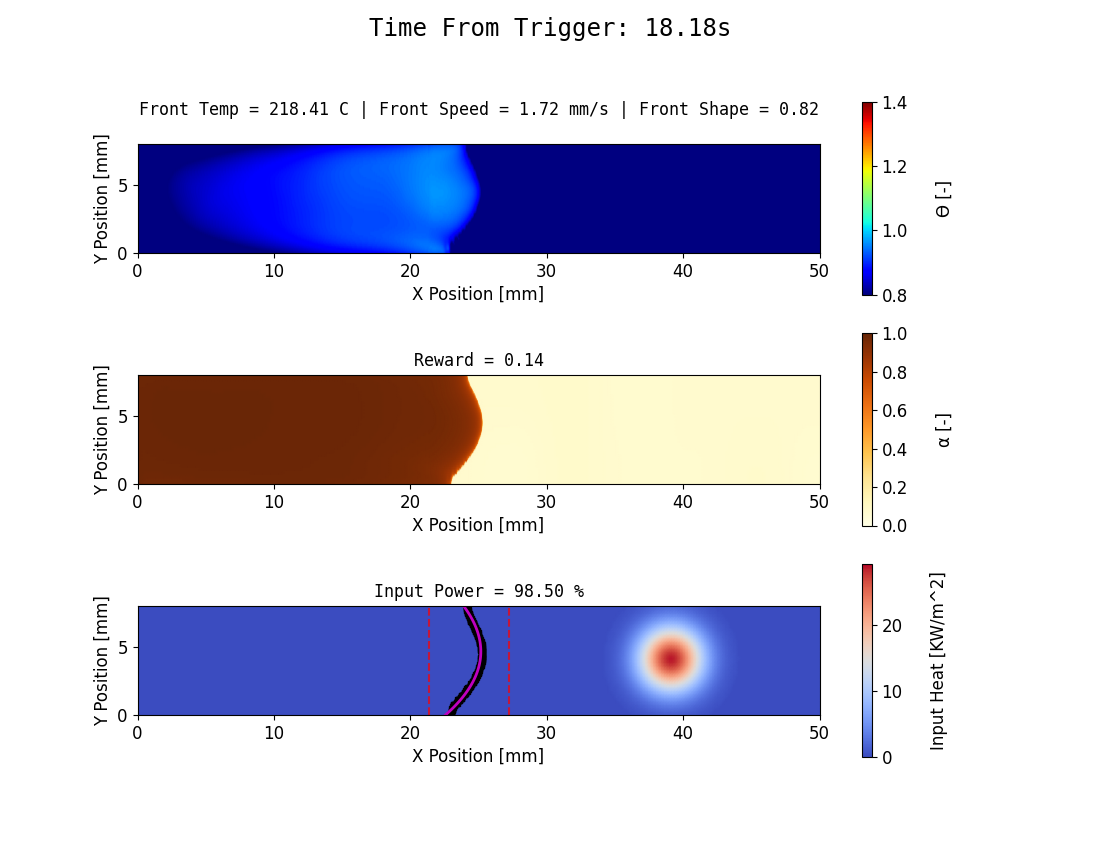 Time From Trigger: 18.18s
Front Temp = 218.41 C | Front Speed = 1.72 mm/s | Front Shape = 0.82
Y Position [mm]
5
0
0 10 20 30 40 50
X Position [mm]
1.4
1.2
1.0
0.8
Θ [-]
Reward = 0.14
Y Position [mm]
5
0
0 10 20 30 40 50
X Position [mm]
1.0
0.8
0.6
0.4
0.2
0.0
α [-]
Input Power = 98.50 %
Y Position [mm]
5
0
0 10 20 30 40 50
X Position [mm]
20
10
0
Input Heat [KW/m^2]